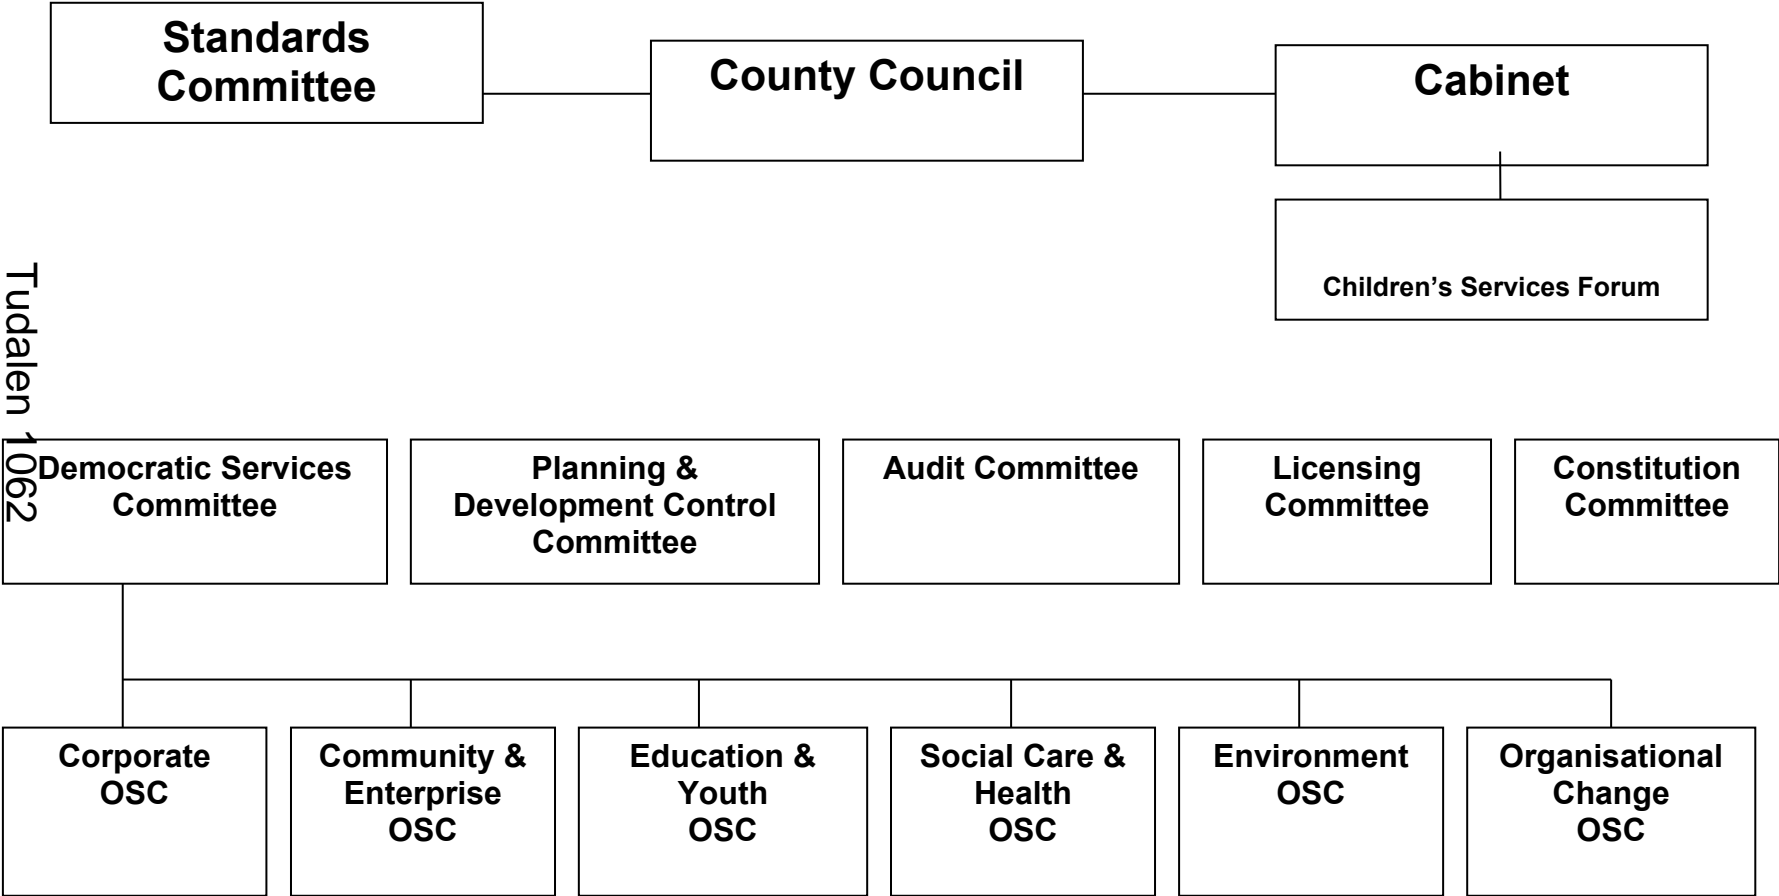 Standards
Committee
County Council
Cabinet
Children’s Services Forum
Tudalen 1062
Democratic Services
Committee
Planning &
Development Control
Committee
Audit Committee
Licensing
Committee
Constitution
Committee
Corporate
OSC
Community &
Enterprise
OSC
Education &
Youth
OSC
Social Care &
Health
OSC
Environment
OSC
Organisational
Change
OSC